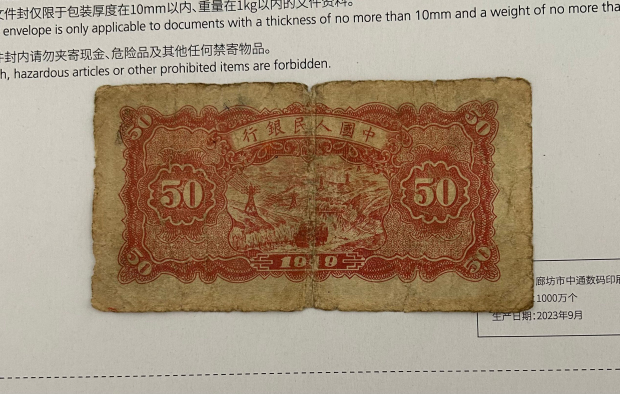 文件封仅限于包装厚度在10mm以内、重量在1kg以内的文件资料。
envelope is only applicable to documents with a thickness of no more than 10mm and a weight of no more tha
件封内请勿夹寄现金、危险品及其他任何禁寄物品。
h, hazardous articles or other prohibited items are forbidden.
50 50
行銀民人國中
50 50
50 1949 50
廊坊市中通数码印刷
:1000万个
生产日期:2023年9月